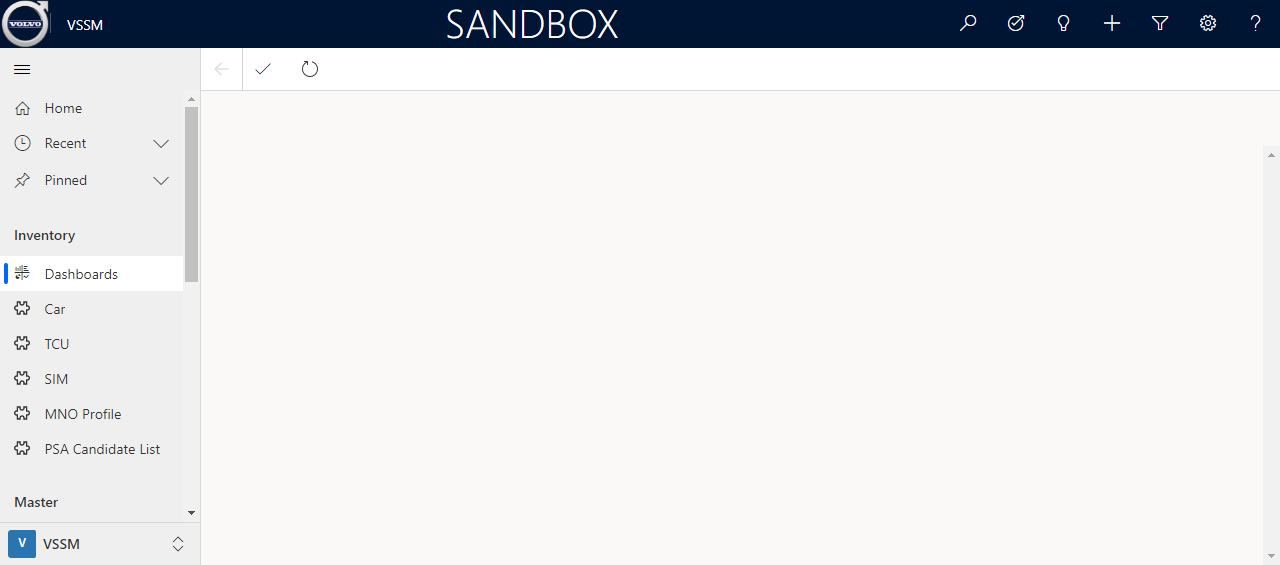 VOLVO
VSSM
SANDBOX
?
Home
Recent
Pinned
Inventory
Dashboards
Car
TCU
SIM
MNO Profile
PSA Candidate List
Master
V
VSSM